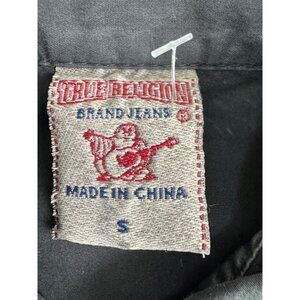 TRUE RELIGION
BRAND JEANS ®
MADE IN CHINA
S